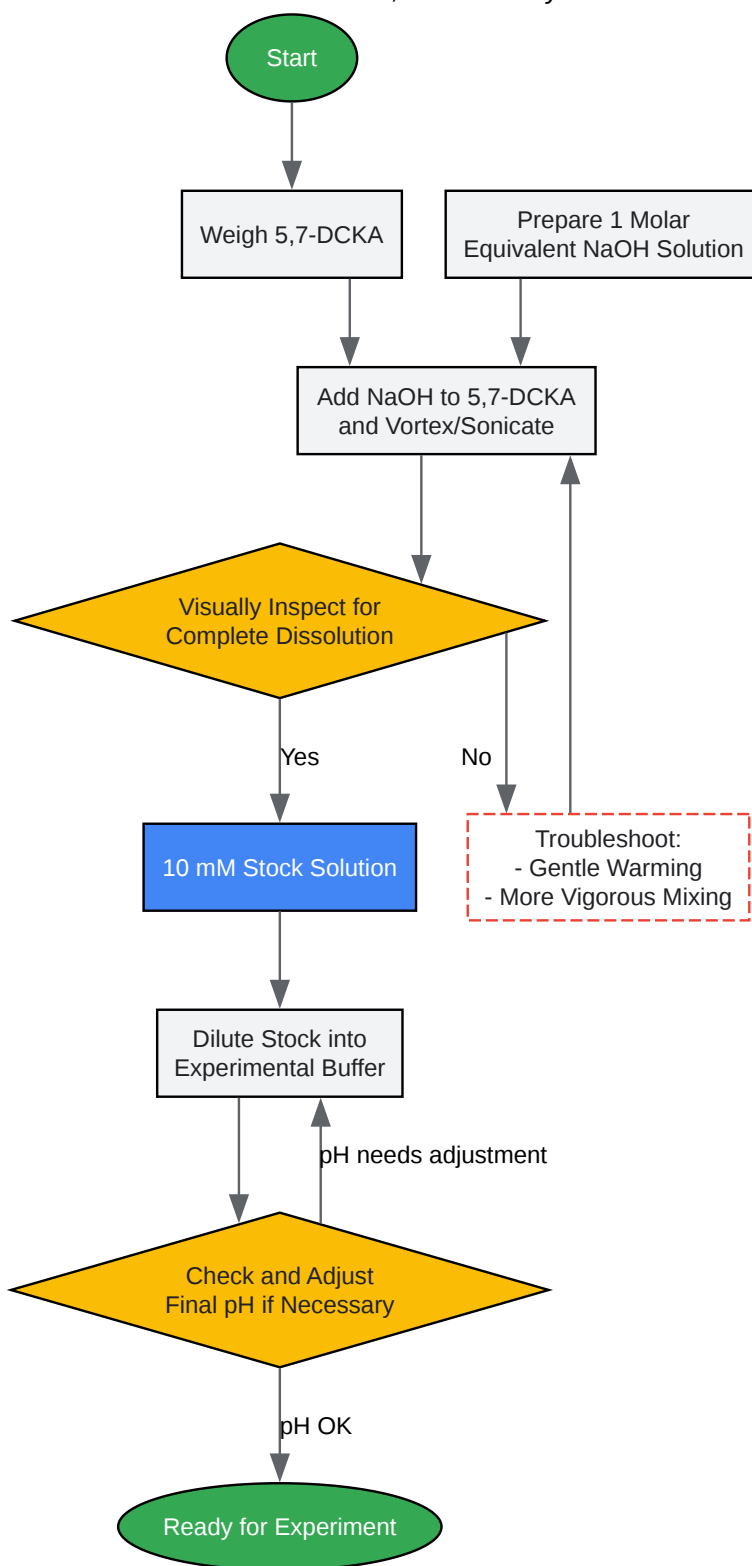 Start
Weigh 5,7-DCKA
Prepare 1 Molar
Equivalent NaOH Solution
Add NaOH to 5,7-DCKA
and Vortex/Sonicate
Visually Inspect for
Complete Dissolution
Yes
No
10 mM Stock Solution
Troubleshoot:
- Gentle Warming
- More Vigorous Mixing
Dilute Stock into
Experimental Buffer
pH needs adjustment
Check and Adjust
Final pH if Necessary
pH OK
Ready for Experiment